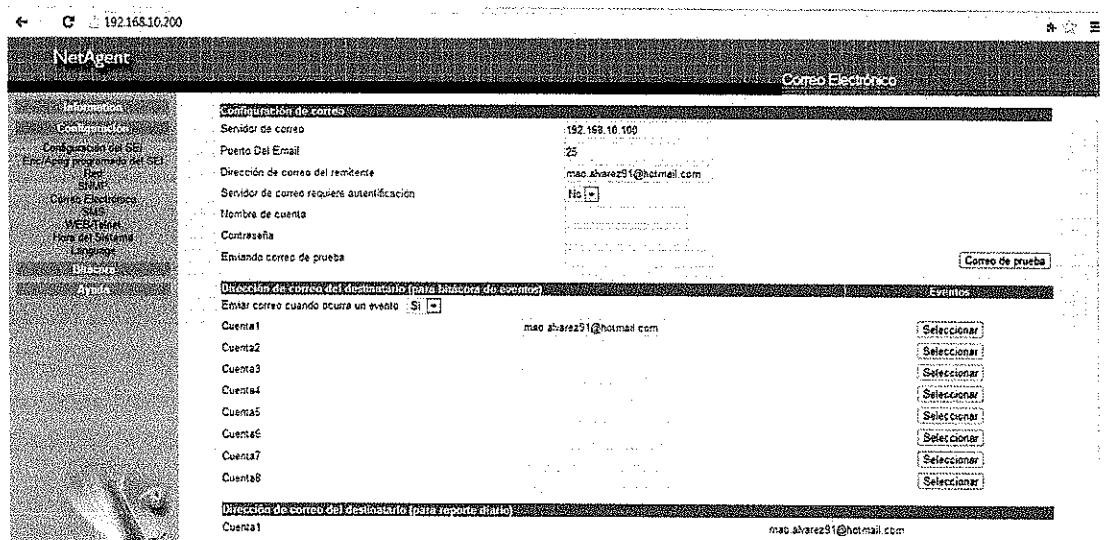 192.168.10.200
NetAgent
Correo Electrónico
Information
Configuración
Configuración del SEI
Enc/Apag programado del SEI
Red
SNMP
Correo Electrónico
SMS
WEB/Telnet
Hora del Sistema
Language
Bitácora
Ayuda
Configuración de correo
Servidor de correo 192.168.10.100
Puerto Del Email 25
Dirección de correo del remitente mao.alvarez91@hotmail.com
Servidor de correo requiere autentificación No
Nombre de cuenta
Contraseña
Enviando correo de prueba Correo de prueba
Dirección de correo del destinatario (para bitácora de eventos) Eventos
Enviar correo cuando ocurra un evento Si
Cuenta1 mao.alvarez91@hotmail.com Seleccionar
Cuenta2 Seleccionar
Cuenta3 Seleccionar
Cuenta4 Seleccionar
Cuenta5 Seleccionar
Cuenta6 Seleccionar
Cuenta7 Seleccionar
Cuenta8 Seleccionar
Dirección de correo del destinatario (para reporte diario)
Cuenta1 mao.alvarez91@hotmail.com